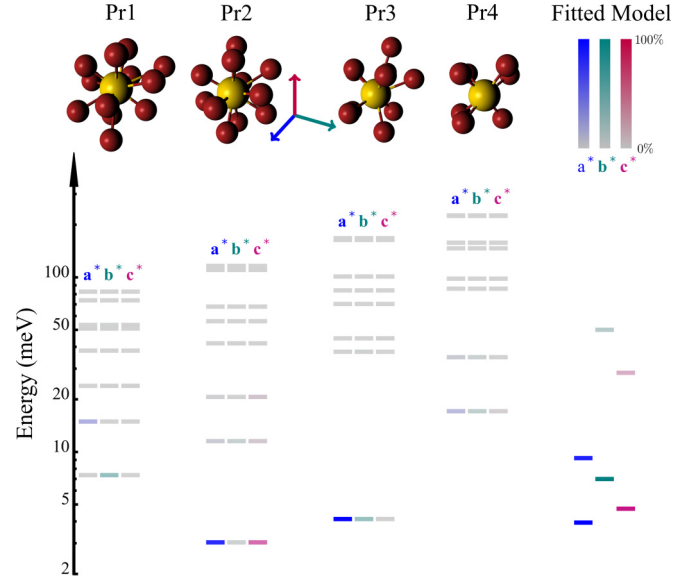 Pr1 Pr2 Pr3 Pr4 Fitted Model
100%
0%
a* b* c*
a* b* c*
a* b* c*
a* b* c*
a* b* c*
Energy (meV)
100
50
20
10
5
2